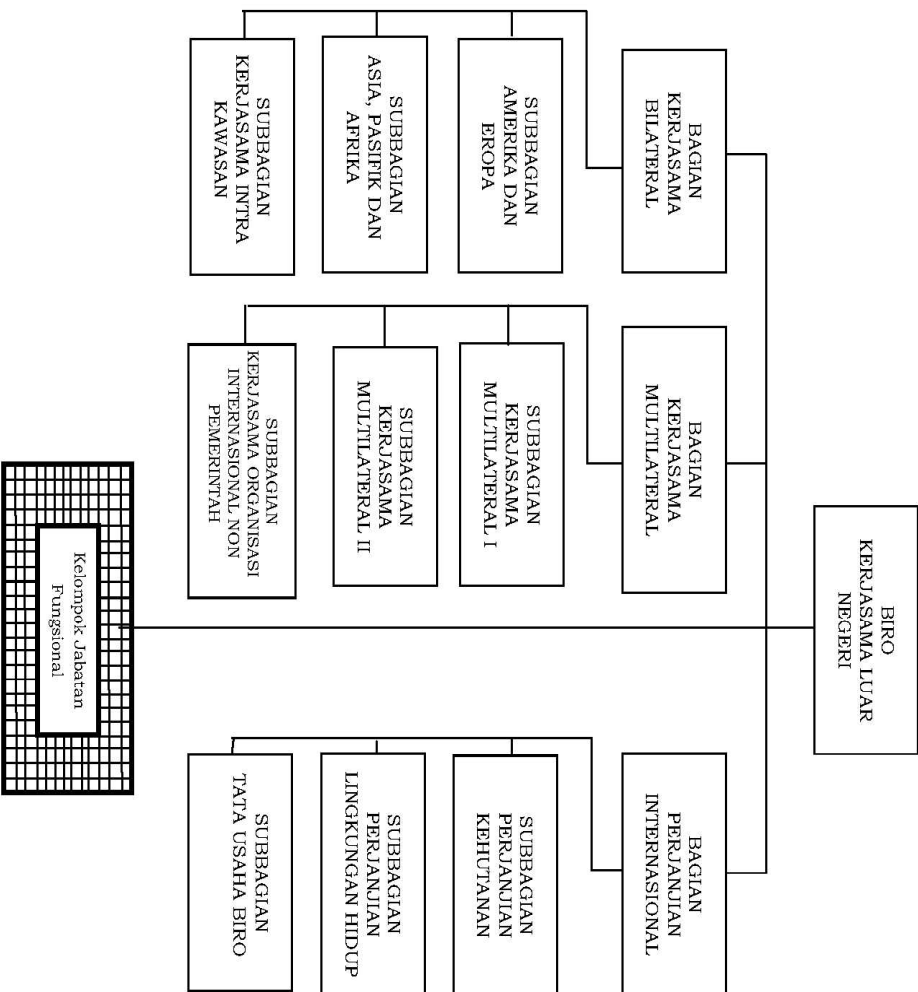 BIRO
KERJASAMA LUAR
NEGERI
BAGIAN
KERJASAMA
BILATERAL
BAGIAN
KERJASAMA
MULTILATERAL
BAGIAN
PERJANJIAN
INTERNASIONAL
SUBBAGIAN
AMERIKA DAN
EROPA
SUBBAGIAN
KERJASAMA
MULTILATERAL I
SUBBAGIAN
PERJANJIAN
KEHUTANAN
SUBBAGIAN
ASIA, PASIFIK DAN
AFRIKA
SUBBAGIAN
KERJASAMA
MULTILATERAL II
SUBBAGIAN
PERJANJIAN
LINGKUNGAN HIDUP
SUBBAGIAN
KERJASAMA INTRA
KAWASAN
SUBBAGIAN
KERJASAMA ORGANISASI
INTERNASIONAL NON
PEMERINTAH
SUBBAGIAN
TATA USAHA BIRO
Kelompok Jabatan
Fungsional